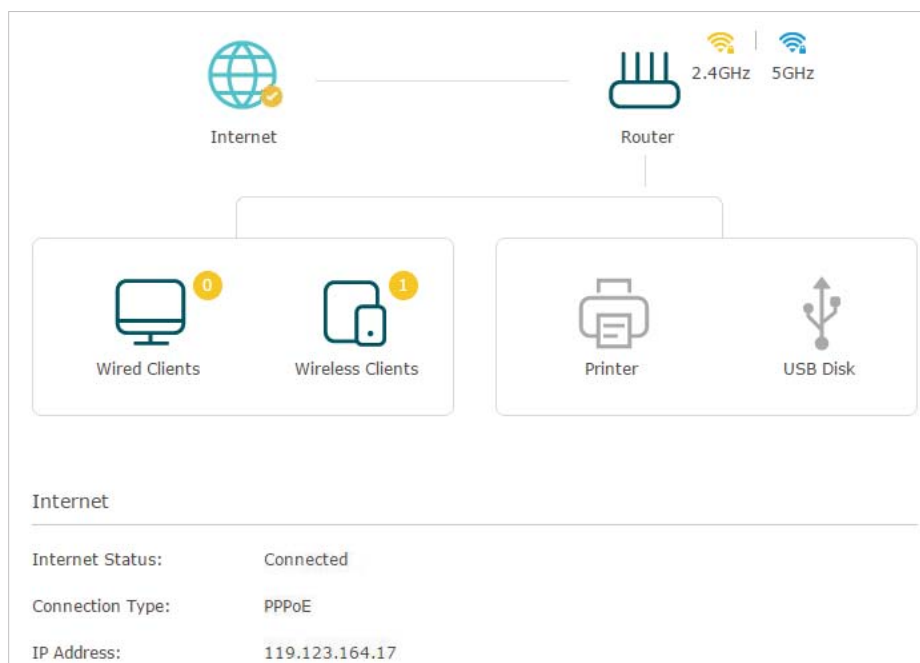 2.4GHz 5GHz
Internet Router
0 1
Wired Clients Wireless Clients Printer USB Disk
Internet
Internet Status: Connected
Connection Type: PPPoE
IP Address: 119.123.164.17